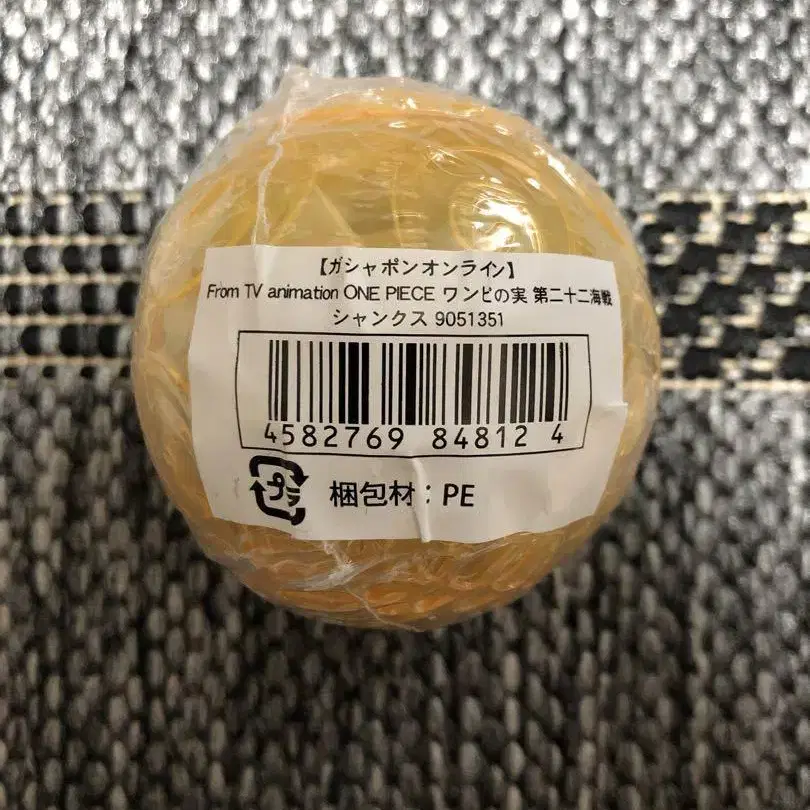 【ガシャポンオンライン】
From TV animation ONE PIECE ワンピの実 第二十二海戦
シャンクス 9051351
4582769 84812 4
プラ 梱包材:PE